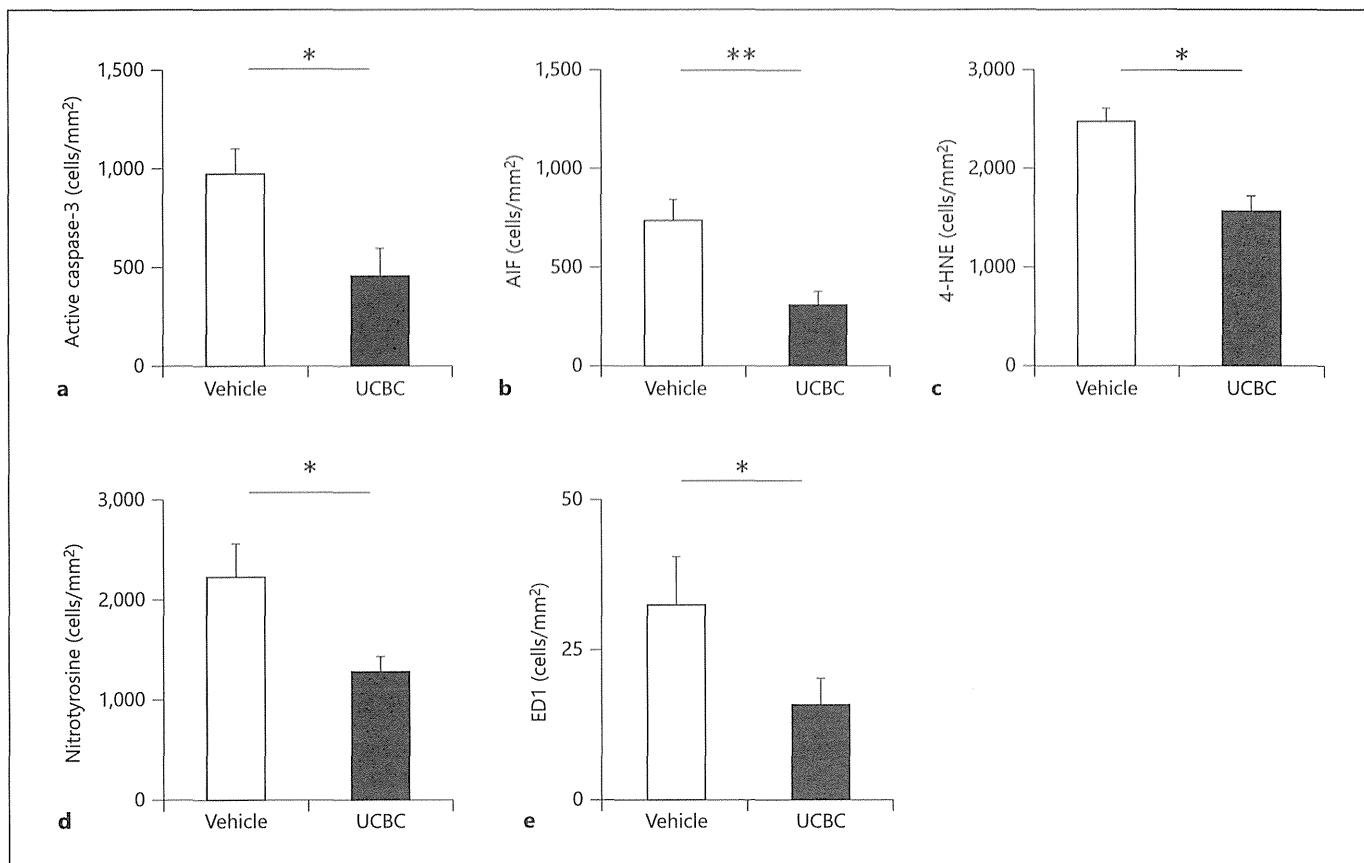 *
1,500
1,000
500
0
Active caspase-3 (cells/mm²)
Vehicle
UCBC
a
**
1,500
1,000
500
0
AIF (cells/mm²)
Vehicle
UCBC
b
*
3,000
2,000
1,000
0
4-HNE (cells/mm²)
Vehicle
UCBC
c
*
3,000
2,000
1,000
0
Nitrotyrosine (cells/mm²)
Vehicle
UCBC
d
*
50
25
0
ED1 (cells/mm²)
Vehicle
UCBC
e